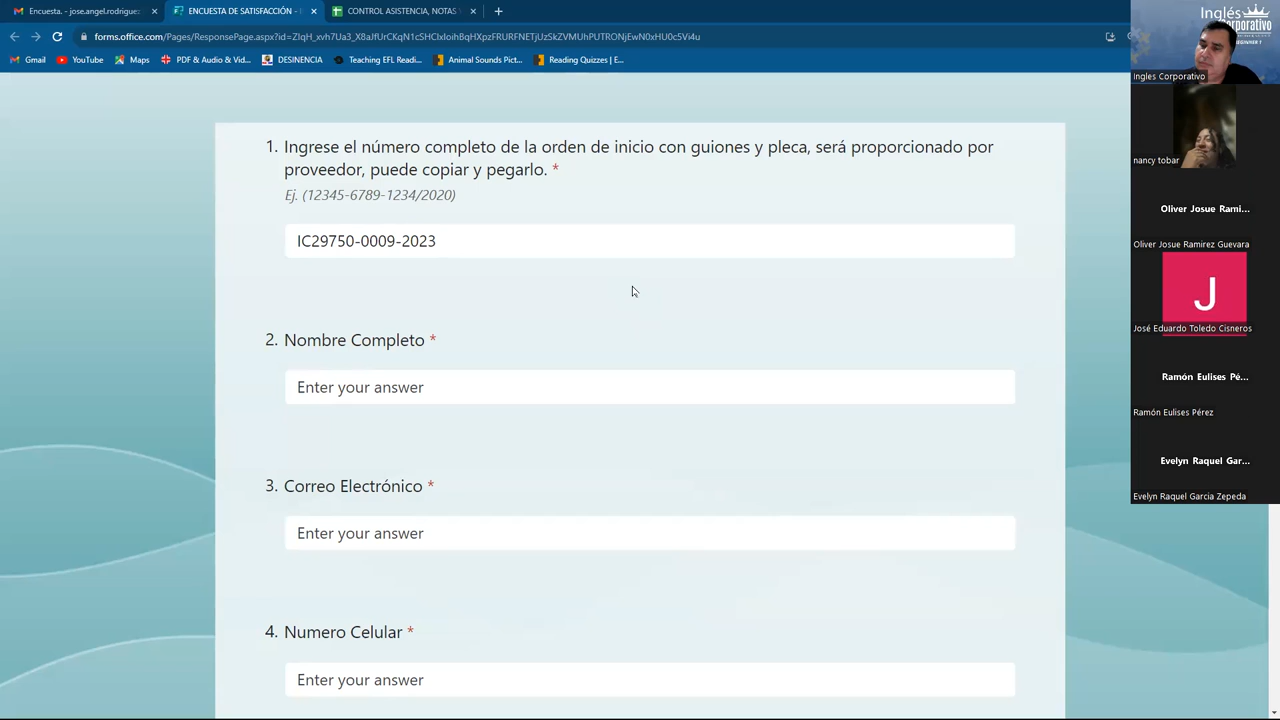 Encuesta. - jose.angel.rodriguez
ENCUESTA DE SATISFACCIÓN -
CONTROL ASISTENCIA, NOTAS
forms.office.com/Pages/ResponsePage.aspx?id=
Gmail
YouTube
Maps
PDF & Audio & Vid...
DESINENCIA
Teaching EFL Readi...
Animal Sounds Pict...
Reading Quizzes | E...
1. Ingrese el número completo de la orden de inicio con guiones y pleca, será proporcionado por
proveedor, puede copiar y pegarlo. *
Ej. (12345-6789-1234/2020)
IC29750-0009-2023
2. Nombre Completo *
Enter your answer
3. Correo Electrónico *
Enter your answer
4. Numero Celular *
Enter your answer
Inglés
Corporativo
BEGINNER 1
Ingles Corporativo
nancy tobar
Oliver Josue Rami...
Oliver Josue Ramirez Guevara
J
José Eduardo Toledo Cisneros
Ramón Eulises Pé...
Ramón Eulises Pérez
Evelyn Raquel Gar...
Evelyn Raquel Garcia Zepeda